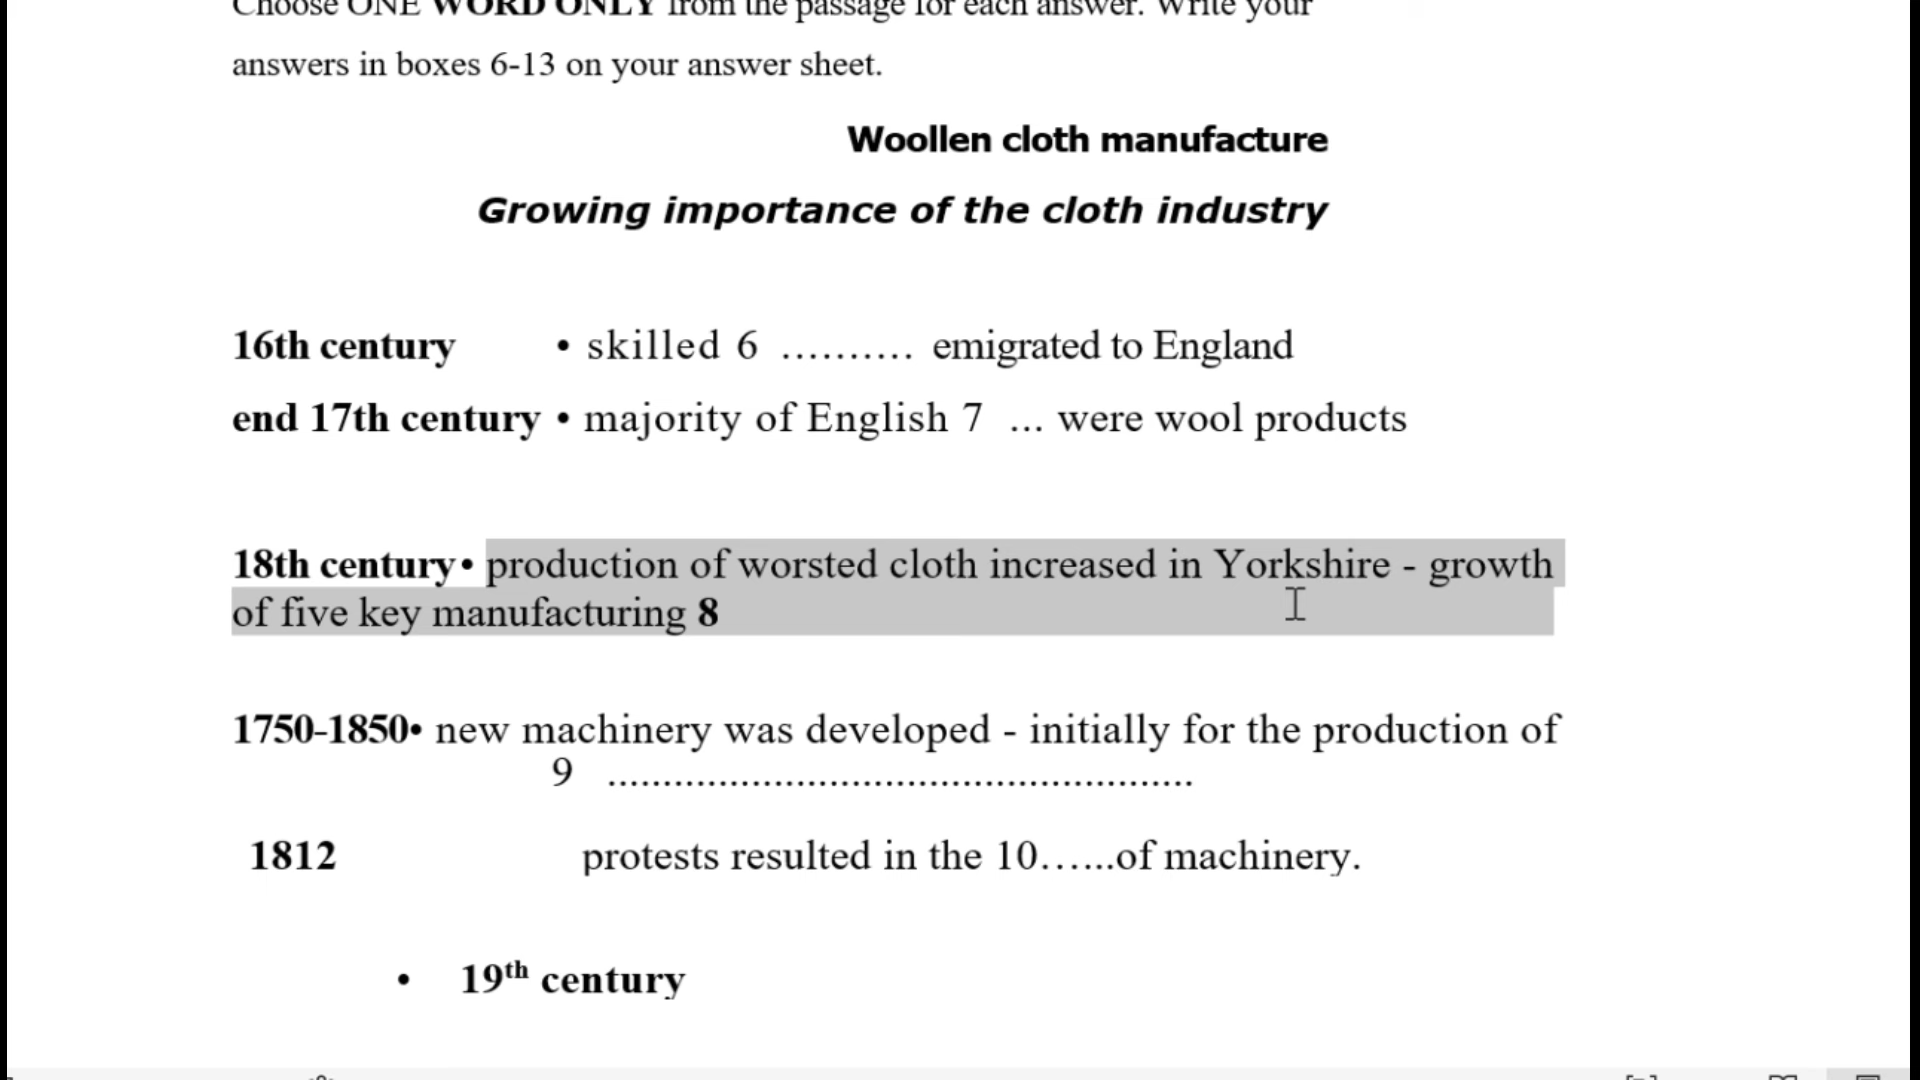 Choose ONE WORD ONLY from the passage for each answer. Write your
answers in boxes 6-13 on your answer sheet.
Woollen cloth manufacture
Growing importance of the cloth industry
16th century • skilled 6 .......... emigrated to England
end 17th century • majority of English 7 ... were wool products
18th century• production of worsted cloth increased in Yorkshire - growth
of five key manufacturing 8
1750-1850• new machinery was developed - initially for the production of
9 .....................................................
1812 protests resulted in the 10…...of machinery.
• 19th century